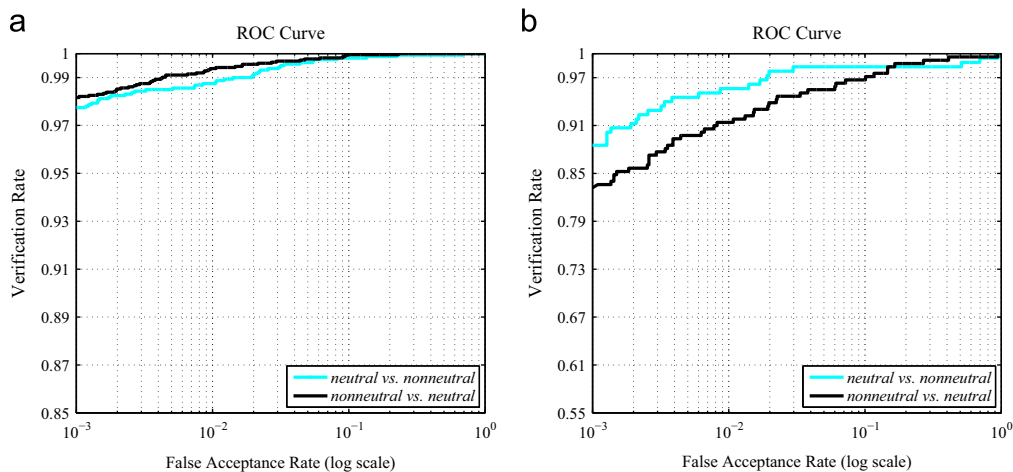 a
ROC Curve
Verification Rate
1
0.99
0.97
0.95
0.93
0.91
0.89
0.87
0.85
10⁻³
10⁻²
10⁻¹
10⁰
False Acceptance Rate (log scale)
neutral vs. nonneutral
nonneutral vs. neutral
b
ROC Curve
Verification Rate
1
0.97
0.91
0.85
0.79
0.73
0.67
0.61
0.55
10⁻³
10⁻²
10⁻¹
10⁰
False Acceptance Rate (log scale)
neutral vs. nonneutral
nonneutral vs. neutral